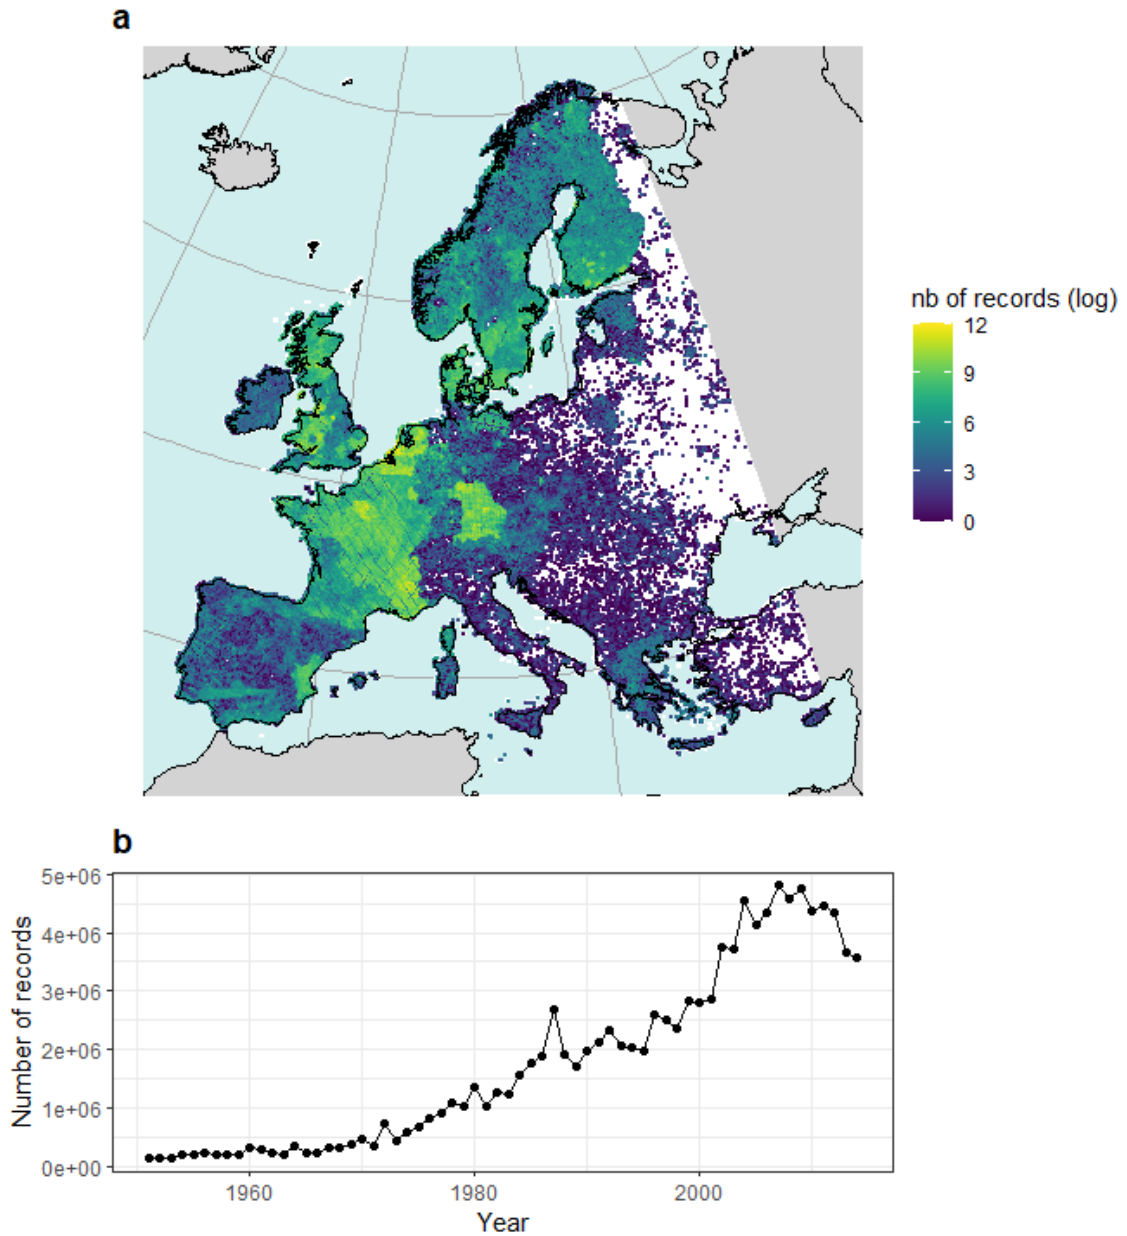 a
nb of records (log)
12
9
6
3
0
b
Number of records
5e+06
4e+06
3e+06
2e+06
1e+06
0e+00
1960 1980 2000
Year